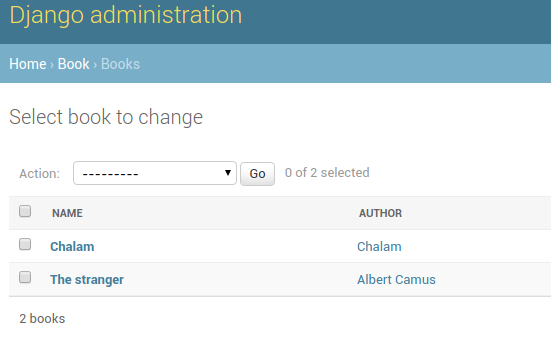 Django administration
Home › Book › Books
Select book to change
Action: --------- Go 0 of 2 selected
NAME AUTHOR
Chalam Chalam
The stranger Albert Camus
2 books